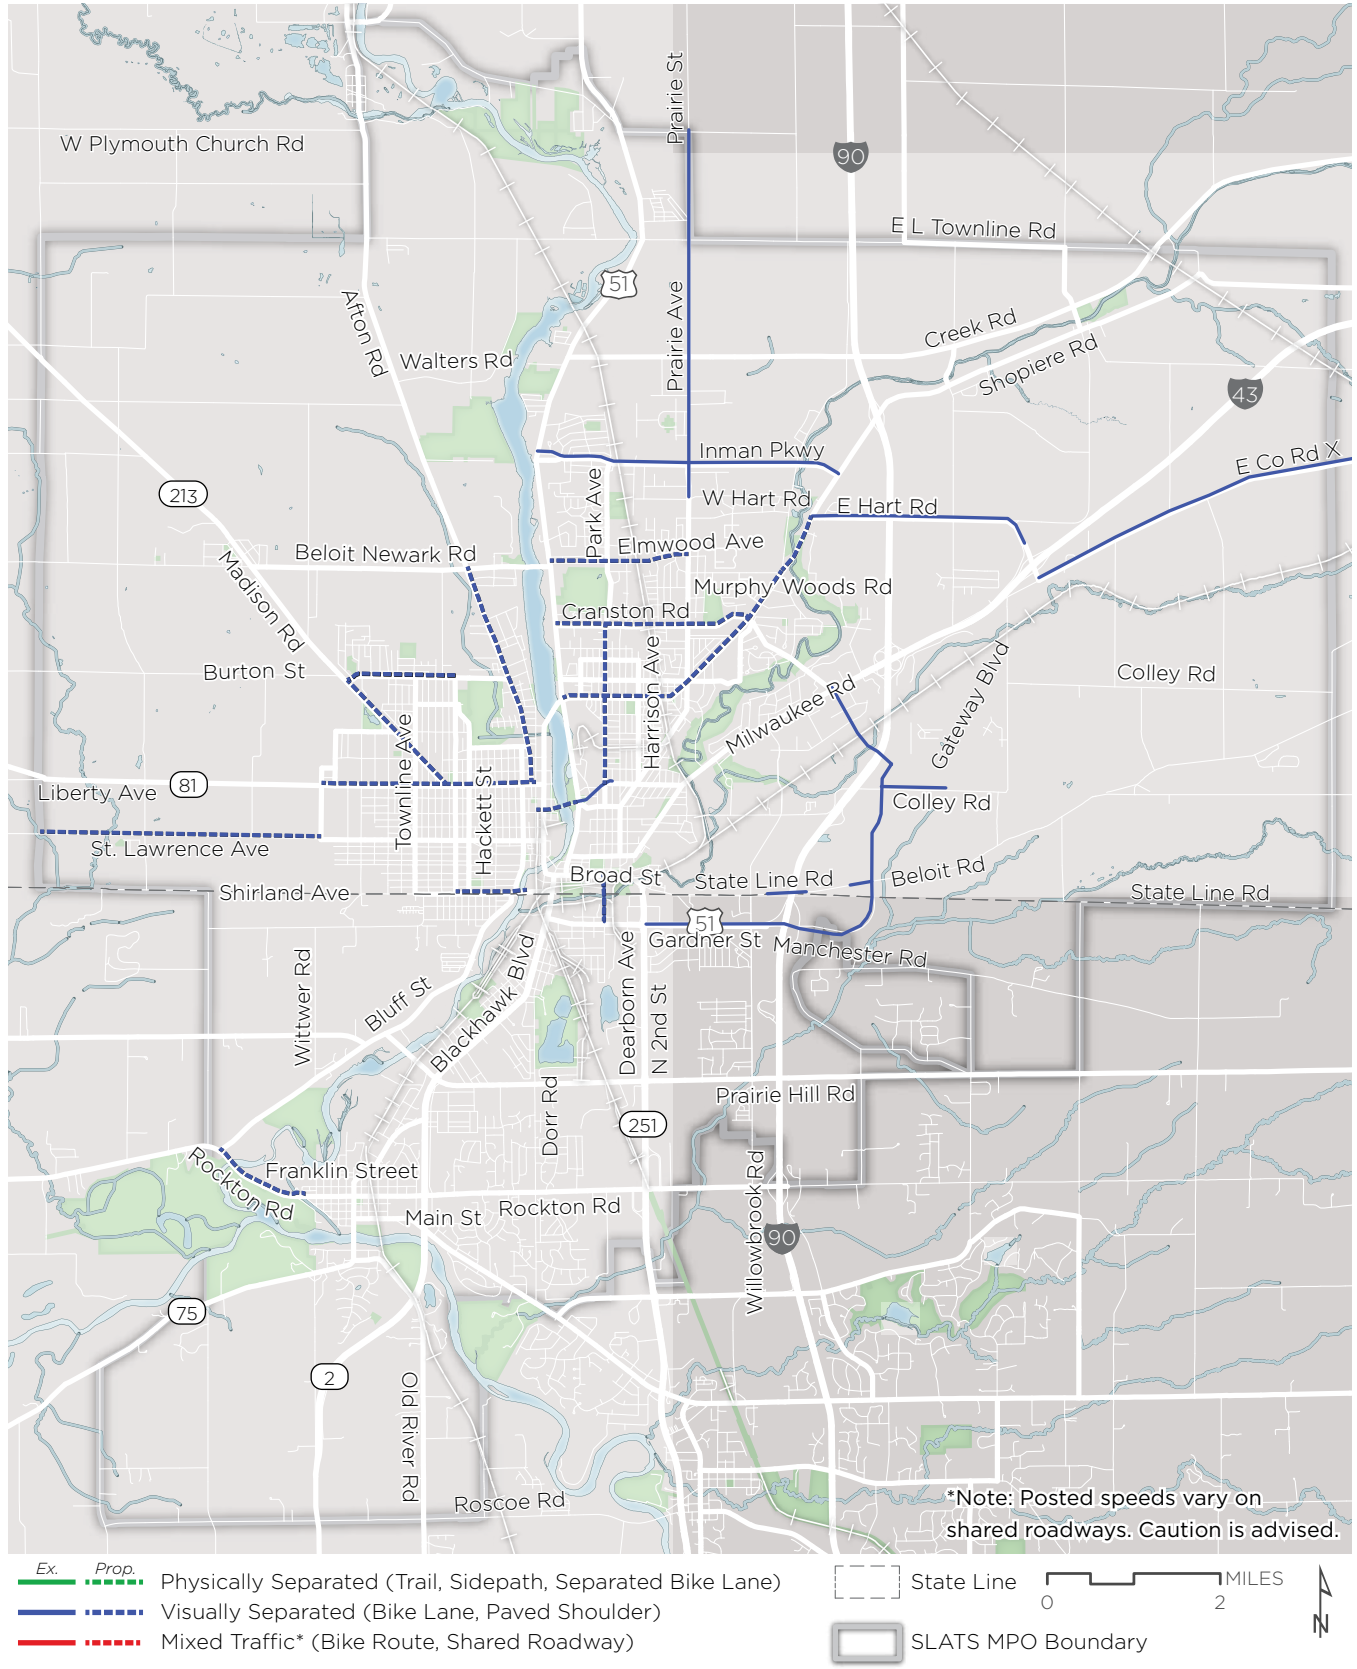 Prairie St
W Plymouth Church Rd
90
E L Townline Rd
51
Afton Rd
Prairie Ave
Creek Rd
Walters Rd
Shopiere Rd
43
Inman Pkwy
E Co Rd X
213
Park Ave
W Hart Rd
E Hart Rd
Elmwood Ave
Beloit Newark Rd
Madison Rd
Murphy Woods Rd
Cranston Rd
Burton St
Harrison Ave
Gateway Blvd
Colley Rd
Milwaukee Rd
Townline Ave
81
Liberty Ave
Hackett St
Colley Rd
St. Lawrence Ave
Broad St
State Line Rd
Beloit Rd
Shirland Ave
State Line Rd
51
Gardner St
Manchester Rd
Wittwer Rd
Bluff St
Blackhawk Blvd
Dearborn Ave
N 2nd St
Dorr Rd
Prairie Hill Rd
251
Rockton Rd
Franklin Street
Willowbrook Rd
Main St
Rockton Rd
90
75
2
Old River Rd
Roscoe Rd
*Note: Posted speeds vary on
shared roadways. Caution is advised.
Ex. Prop.
Physically Separated (Trail, Sidepath, Separated Bike Lane)
Visually Separated (Bike Lane, Paved Shoulder)
Mixed Traffic* (Bike Route, Shared Roadway)
State Line
SLATS MPO Boundary
MILES
0 2
N